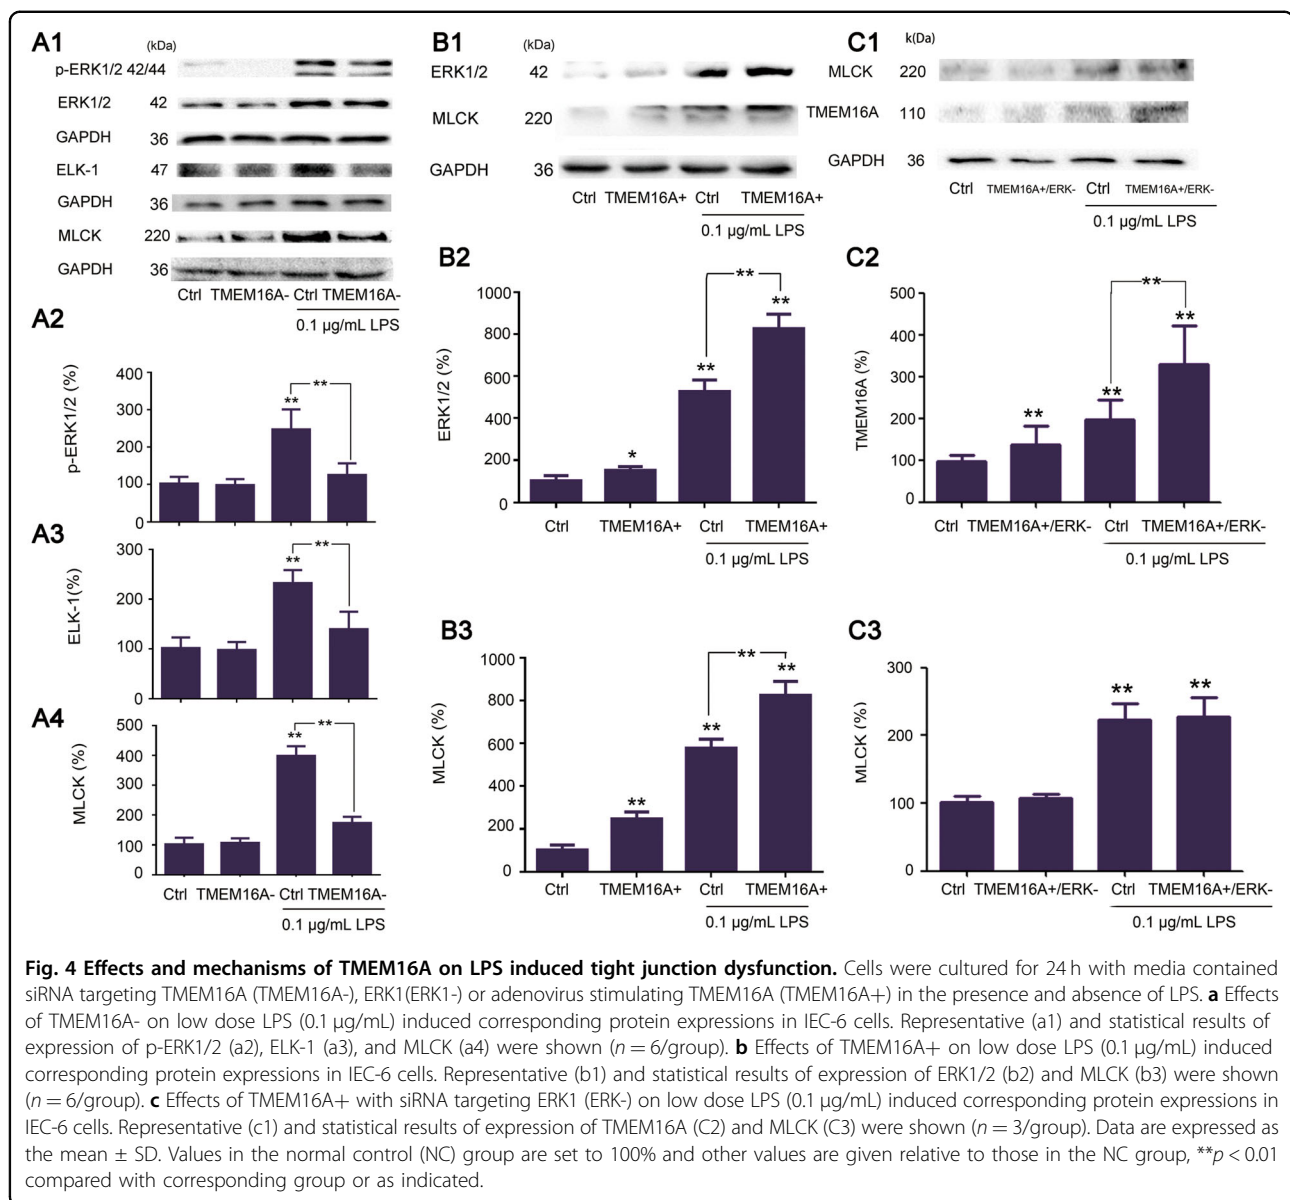 A1
(kDa)
p-ERK1/2 42/44
ERK1/2 42
GAPDH 36
ELK-1 47
GAPDH 36
MLCK 220
GAPDH 36
Ctrl TMEM16A- Ctrl TMEM16A-
0.1 μg/mL LPS
B1
(kDa)
ERK1/2 42
MLCK 220
GAPDH 36
Ctrl TMEM16A+ Ctrl TMEM16A+
0.1 μg/mL LPS
C1
k(Da)
MLCK 220
TMEM16A 110
GAPDH 36
Ctrl TMEM16A+/ERK- Ctrl TMEM16A+/ERK-
0.1 μg/mL LPS
A2
p-ERK1/2 (%)
400
300
200
100
0
**
**
A3
ELK-1(%)
300
200
100
0
**
**
A4
MLCK (%)
500
400
300
200
100
0
**
**
Ctrl TMEM16A- Ctrl TMEM16A-
0.1 μg/mL LPS
B2
ERK1/2 (%)
1000
800
600
400
200
0
*
**
**
**
Ctrl TMEM16A+ Ctrl TMEM16A+
0.1 μg/mL LPS
B3
MLCK (%)
1000
800
600
400
200
0
**
**
**
**
Ctrl TMEM16A+ Ctrl TMEM16A+
0.1 μg/mL LPS
C2
TMEM16A (%)
500
400
300
200
100
0
**
**
**
**
Ctrl TMEM16A+/ERK- Ctrl TMEM16A+/ERK-
0.1 μg/mL LPS
C3
MLCK (%)
300
200
100
0
**
**
Ctrl TMEM16A+/ERK- Ctrl TMEM16A+/ERK-
0.1 μg/mL LPS
Fig. 4 Effects and mechanisms of TMEM16A on LPS induced tight junction dysfunction. Cells were cultured for 24 h with media contained
siRNA targeting TMEM16A (TMEM16A-), ERK1(ERK1-) or adenovirus stimulating TMEM16A (TMEM16A+) in the presence and absence of LPS. a Effects
of TMEM16A- on low dose LPS (0.1 μg/mL) induced corresponding protein expressions in IEC-6 cells. Representative (a1) and statistical results of
expression of p-ERK1/2 (a2), ELK-1 (a3), and MLCK (a4) were shown (n = 6/group). b Effects of TMEM16A+ on low dose LPS (0.1 μg/mL) induced
corresponding protein expressions in IEC-6 cells. Representative (b1) and statistical results of expression of ERK1/2 (b2) and MLCK (b3) were shown
(n = 6/group). c Effects of TMEM16A+ with siRNA targeting ERK1 (ERK-) on low dose LPS (0.1 μg/mL) induced corresponding protein expressions in
IEC-6 cells. Representative (c1) and statistical results of expression of TMEM16A (C2) and MLCK (C3) were shown (n = 3/group). Data are expressed as
the mean ± SD. Values in the normal control (NC) group are set to 100% and other values are given relative to those in the NC group, **p < 0.01
compared with corresponding group or as indicated.